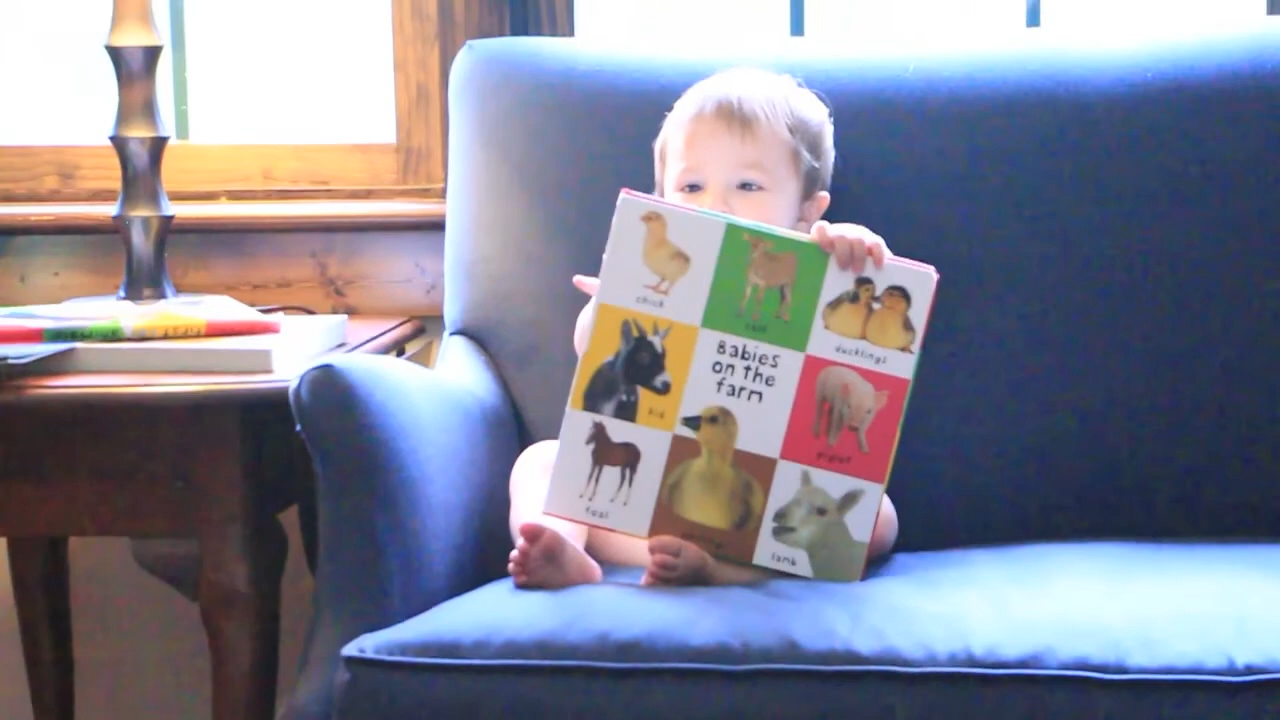 chick
calf
ducklings
Babies
on the
farm
kid
piglet
foal
lamb